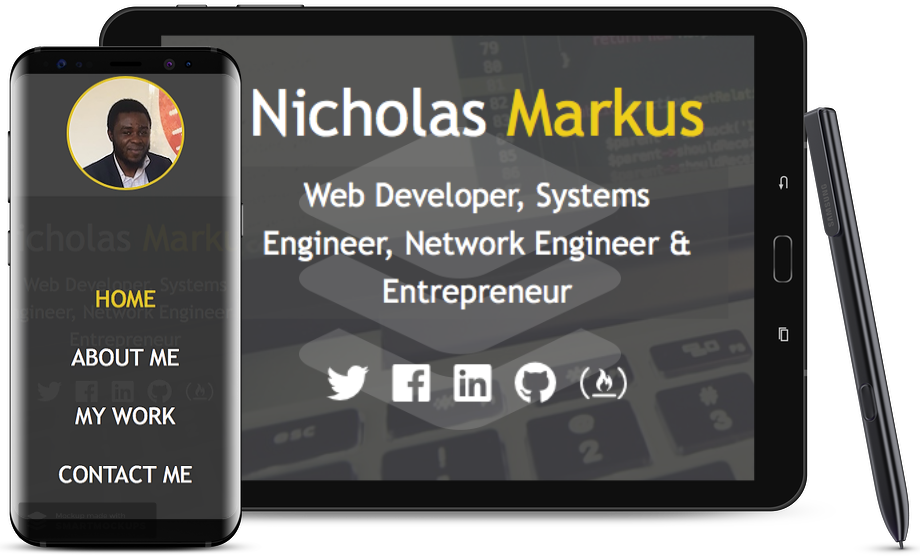 Nicholas Markus
Web Developer, Systems
Engineer, Network Engineer &
Entrepreneur
HOME
ABOUT ME
MY WORK
CONTACT ME